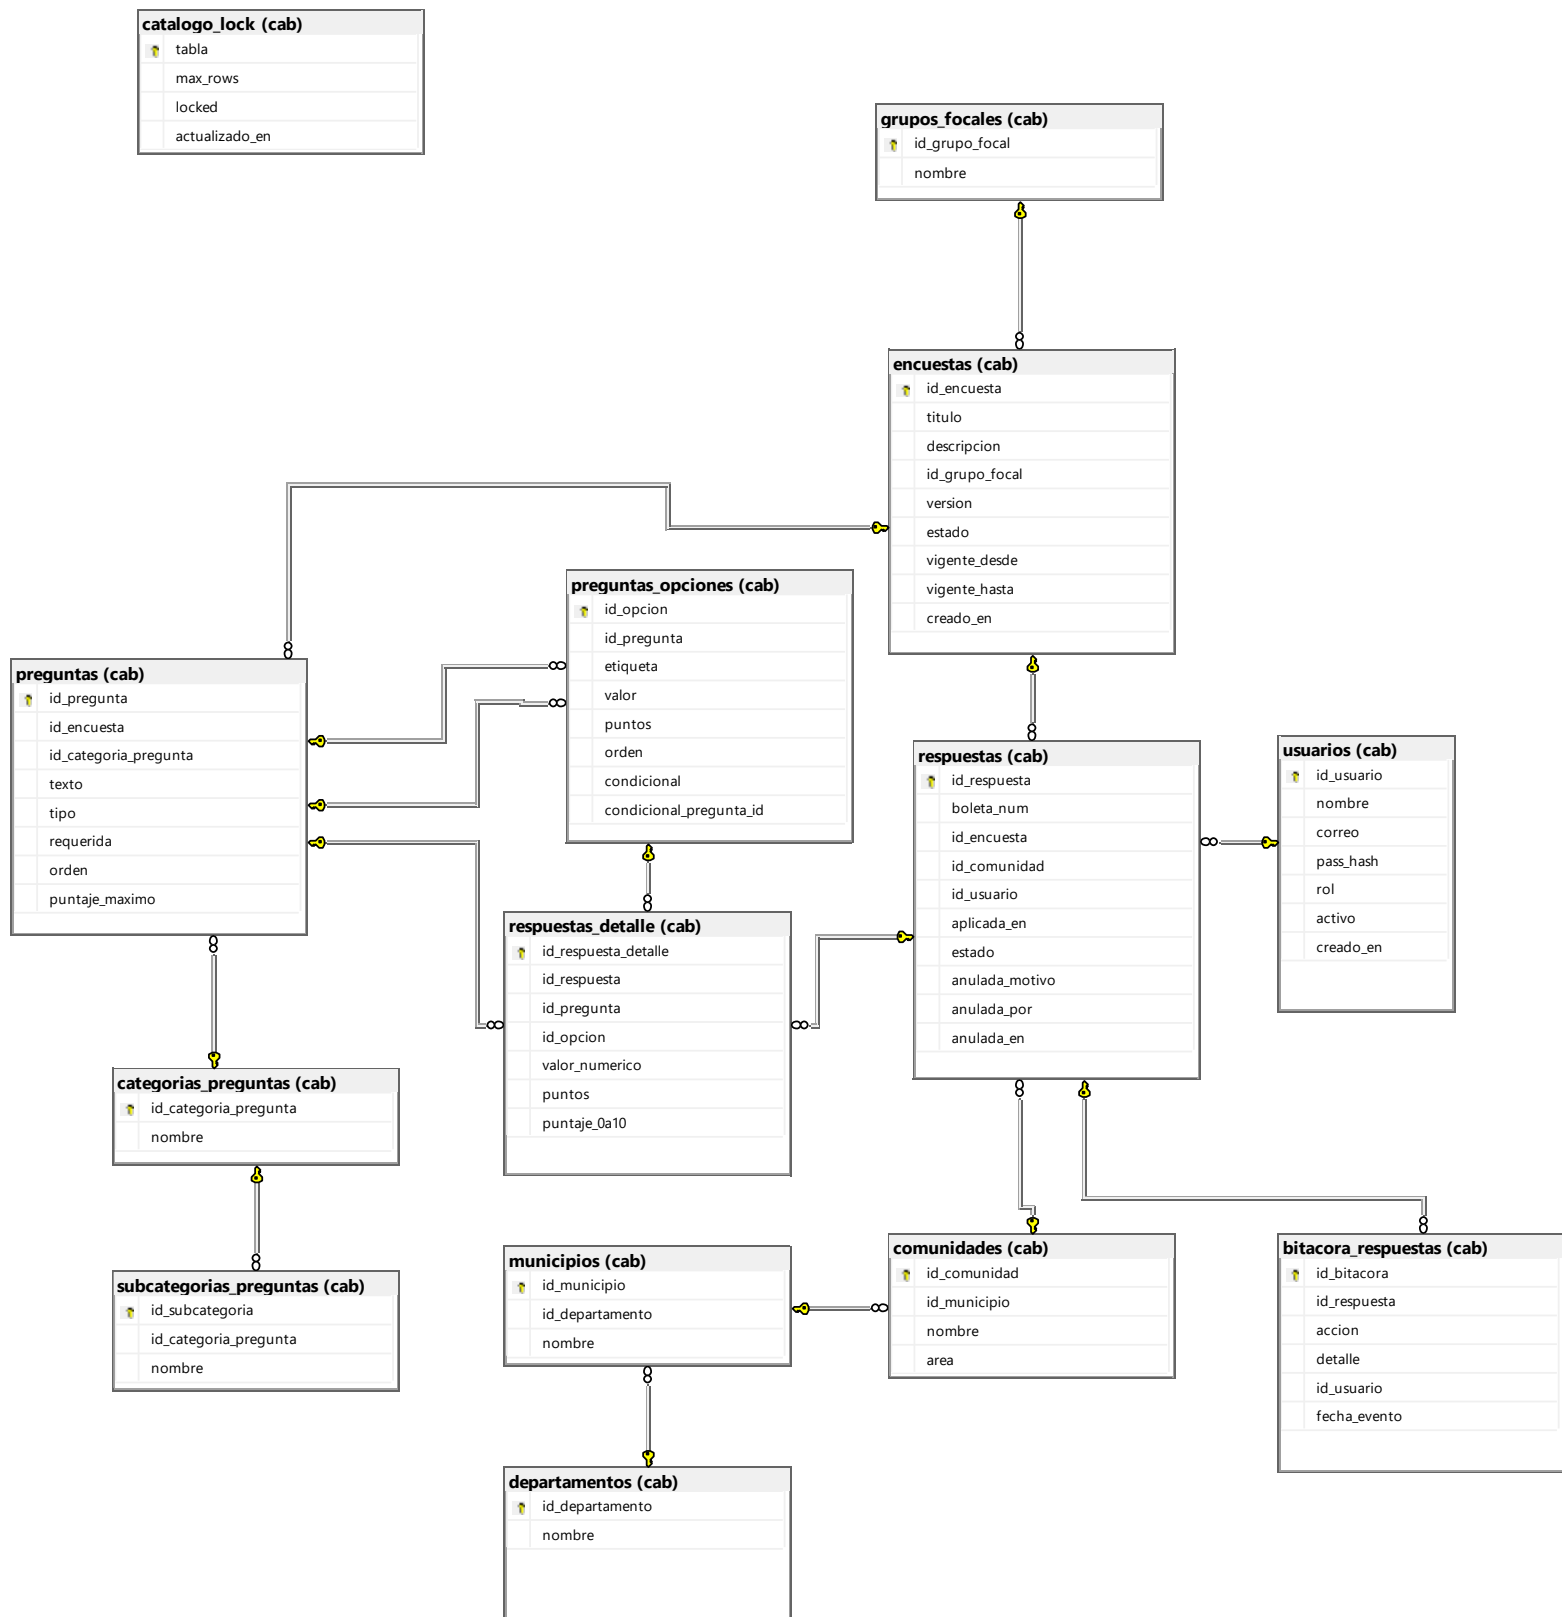 catalogo_lock (cab)
tabla
max_rows
locked
actualizado_en
grupos_focales (cab)
id_grupo_focal
nombre
encuestas (cab)
id_encuesta
titulo
descripcion
id_grupo_focal
version
estado
vigente_desde
vigente_hasta
creado_en
preguntas_opciones (cab)
id_opcion
id_pregunta
etiqueta
valor
puntos
orden
condicional
condicional_pregunta_id
preguntas (cab)
id_pregunta
id_encuesta
id_categoria_pregunta
texto
tipo
requerida
orden
puntaje_maximo
respuestas (cab)
id_respuesta
boleta_num
id_encuesta
id_comunidad
id_usuario
aplicada_en
estado
anulada_motivo
anulada_por
anulada_en
usuarios (cab)
id_usuario
nombre
correo
pass_hash
rol
activo
creado_en
respuestas_detalle (cab)
id_respuesta_detalle
id_respuesta
id_pregunta
id_opcion
valor_numerico
puntos
puntaje_0a10
categorias_preguntas (cab)
id_categoria_pregunta
nombre
subcategorias_preguntas (cab)
id_subcategoria
id_categoria_pregunta
nombre
municipios (cab)
id_municipio
id_departamento
nombre
comunidades (cab)
id_comunidad
id_municipio
nombre
area
bitacora_respuestas (cab)
id_bitacora
id_respuesta
accion
detalle
id_usuario
fecha_evento
departamentos (cab)
id_departamento
nombre